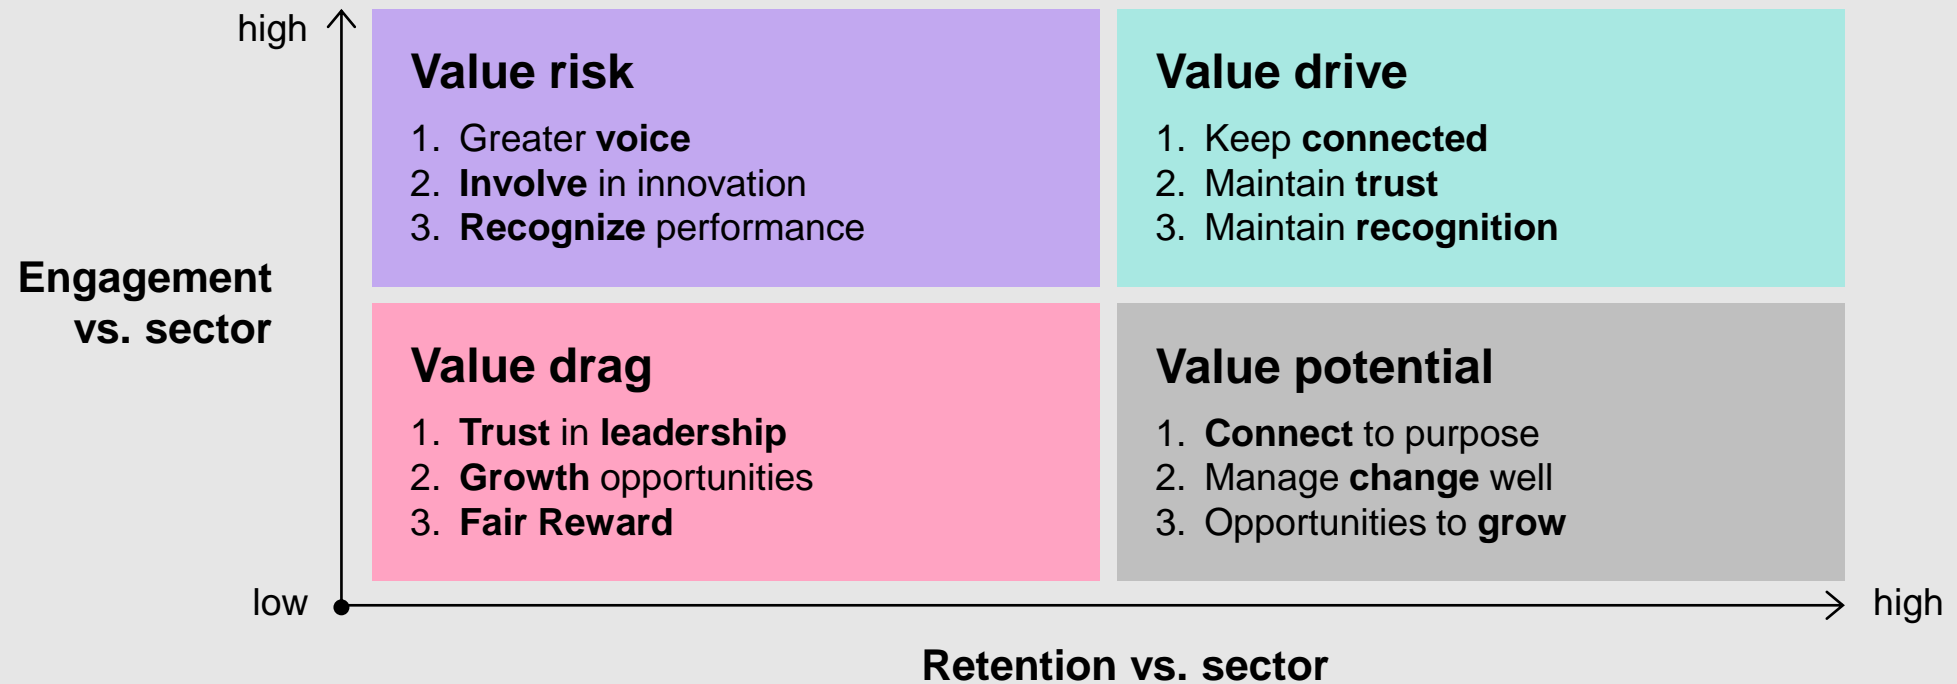 high
Value risk
1. Greater voice
2. Involve in innovation
3. Recognize performance
Value drive
1. Keep connected
2. Maintain trust
3. Maintain recognition
Engagement
vs. sector
Value drag
1. Trust in leadership
2. Growth opportunities
3. Fair Reward
Value potential
1. Connect to purpose
2. Manage change well
3. Opportunities to grow
low
high
Retention vs. sector